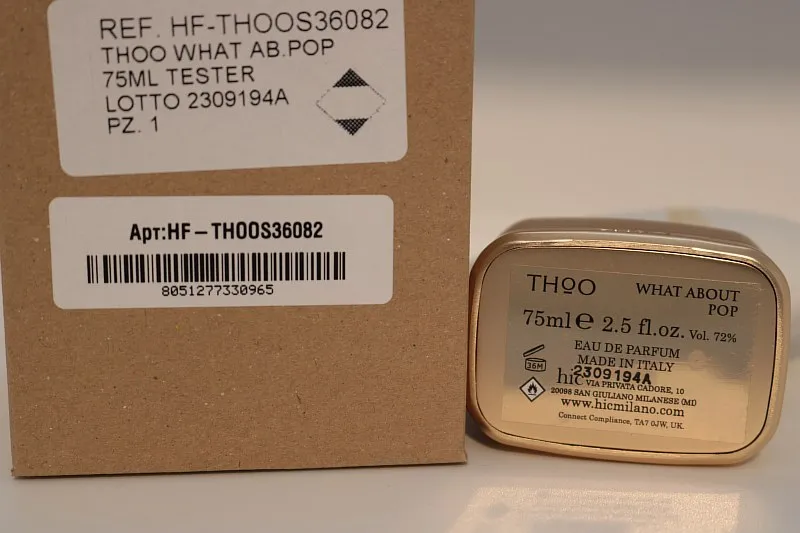 REF. HF-THOOS36082
THOO WHAT AB.POP
75ML TESTER
LOTTO 2309194A
PZ. 1
Арт:HF – THOOS36082
8051277330965
THoO
WHAT ABOUT
POP
75ml e 2.5 fl.oz. Vol. 72%
EAU DE PARFUM
MADE IN ITALY
36M
2309194A
hic VIA PRIVATA CADORE, 10
20098 SAN GIULIANO MILANESE (MI)
www.hicmilano.com
Connect Compliance, TA7 0JW, UK.